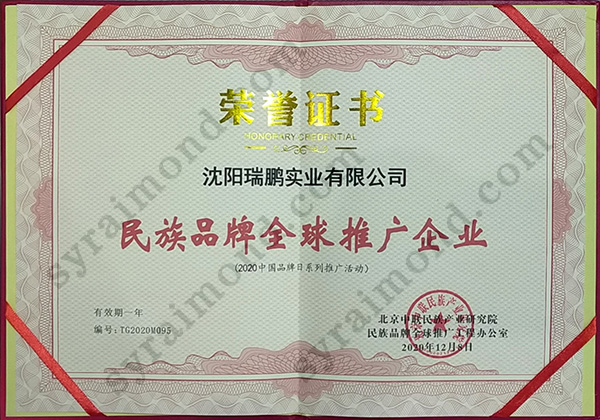 荣誉证书
HONORARY CREDENTIAL
沈阳瑞鹏实业有限公司
民族品牌全球推广企业
(2020中国品牌日系列推广活动)
有效期一年
编号:TG2020M095
北京中联民族产业研究院
民族品牌全球推广工程办公室
2020年12月8日
syraimond.com
syraimond.com
syraimond.com